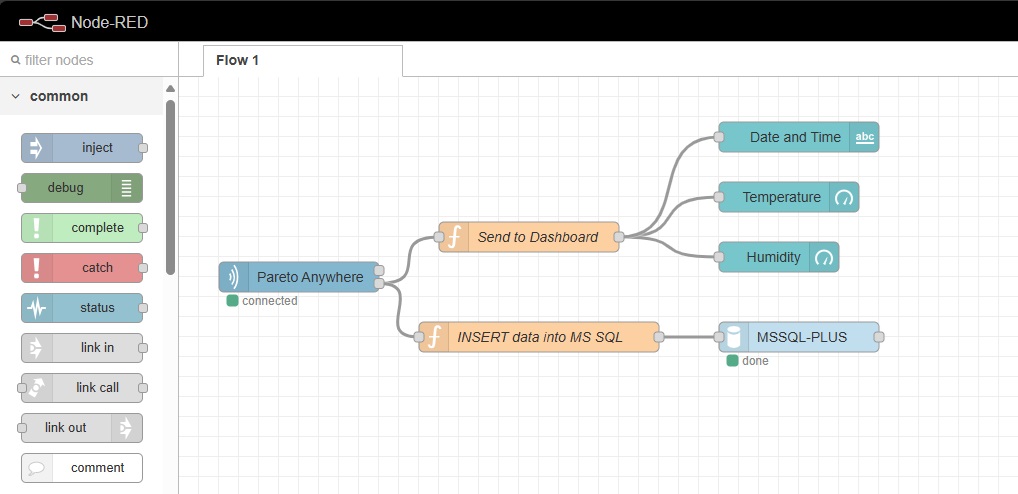 Node-RED
filter nodes
Flow 1
common
inject
debug
complete
catch
status
link in
link call
link out
comment
Date and Time
abc
Temperature
Send to Dashboard
Humidity
Pareto Anywhere
connected
INSERT data into MS SQL
MSSQL-PLUS
done